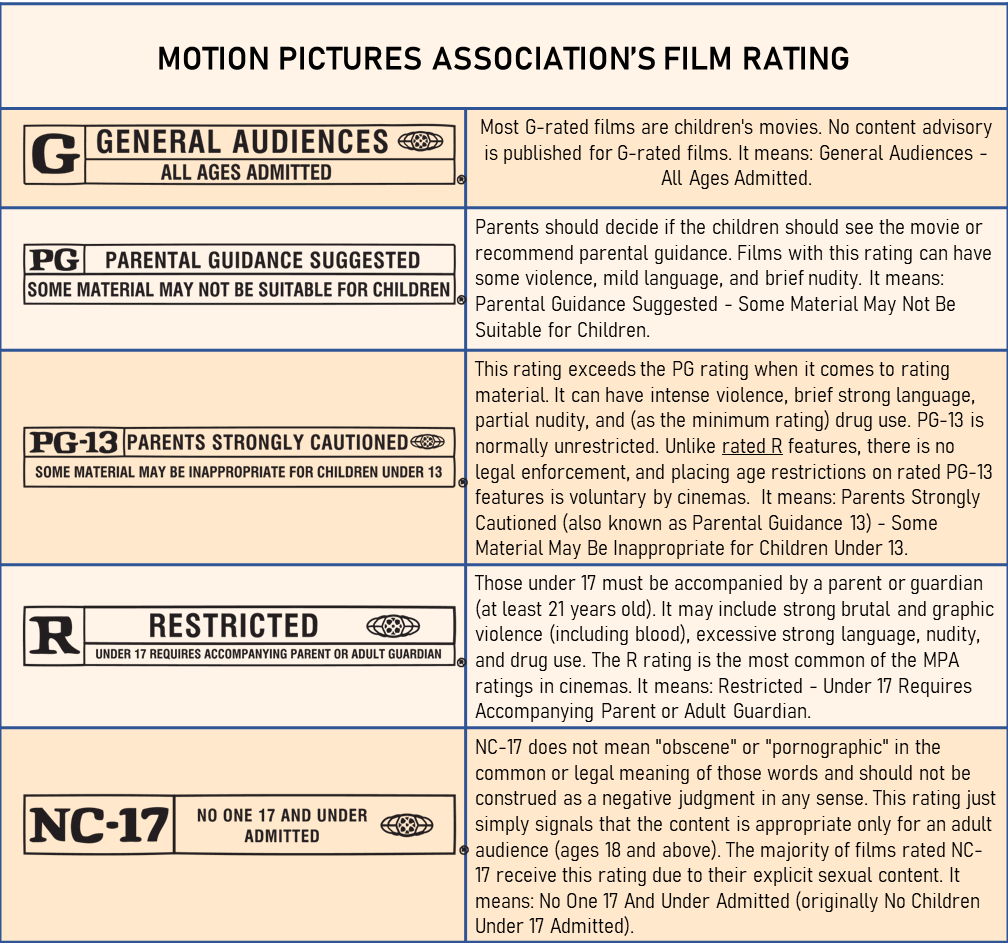 MOTION PICTURES ASSOCIATION'S FILM RATING
G
GENERAL AUDIENCES
ALL AGES ADMITTED
®
Most G-rated films are children's movies. No content advisory
is published for G-rated films. It means: General Audiences -
All Ages Admitted.
PG
PARENTAL GUIDANCE SUGGESTED
SOME MATERIAL MAY NOT BE SUITABLE FOR CHILDREN
®
Parents should decide if the children should see the movie or
recommend parental guidance. Films with this rating can have
some violence, mild language, and brief nudity. It means:
Parental Guidance Suggested - Some Material May Not Be
Suitable for Children.
PG-13
PARENTS STRONGLY CAUTIONED
SOME MATERIAL MAY BE INAPPROPRIATE FOR CHILDREN UNDER 13
®
This rating exceeds the PG rating when it comes to rating
material. It can have intense violence, brief strong language,
partial nudity, and (as the minimum rating) drug use. PG-13 is
normally unrestricted. Unlike rated R features, there is no
legal enforcement, and placing age restrictions on rated PG-13
features is voluntary by cinemas. It means: Parents Strongly
Cautioned (also known as Parental Guidance 13) - Some
Material May Be Inappropriate for Children Under 13.
R
RESTRICTED
UNDER 17 REQUIRES ACCOMPANYING PARENT OR ADULT GUARDIAN
®
Those under 17 must be accompanied by a parent or guardian
(at least 21 years old). It may include strong brutal and graphic
violence (including blood), excessive strong language, nudity,
and drug use. The R rating is the most common of the MPA
ratings in cinemas. It means: Restricted - Under 17 Requires
Accompanying Parent or Adult Guardian.
NC-17
NO ONE 17 AND UNDER
ADMITTED
®
NC-17 does not mean "obscene" or "pornographic" in the
common or legal meaning of those words and should not be
construed as a negative judgment in any sense. This rating just
simply signals that the content is appropriate only for an adult
audience (ages 18 and above). The majority of films rated NC-
17 receive this rating due to their explicit sexual content. It
means: No One 17 And Under Admitted (originally No Children
Under 17 Admitted).